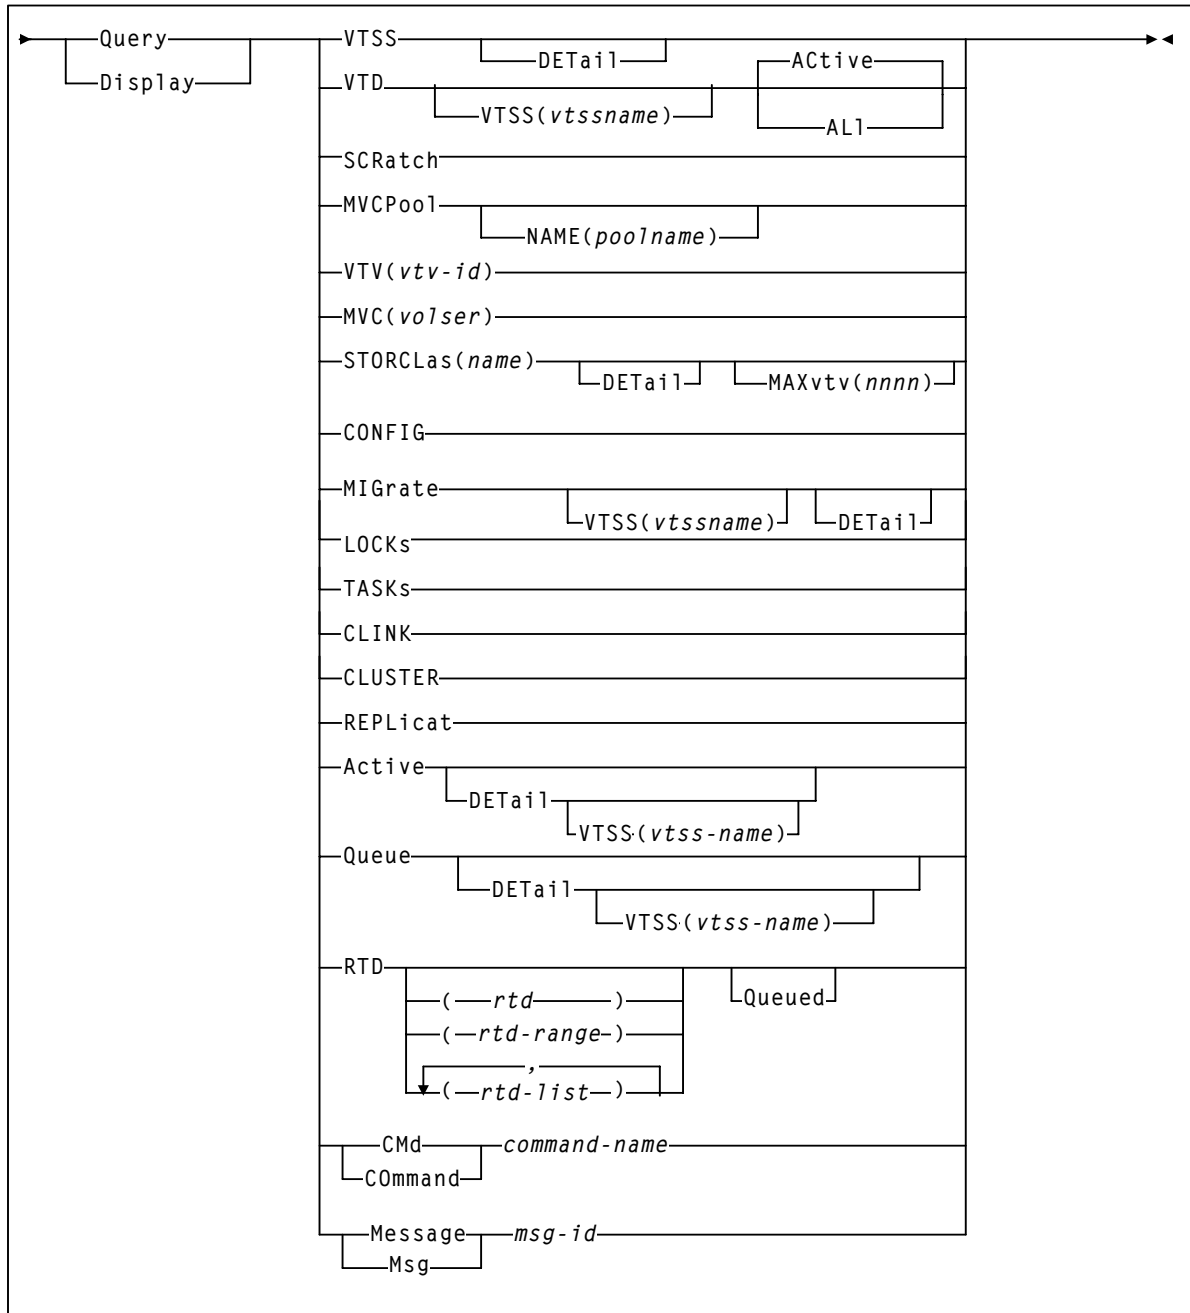 Query VTSS
DETail ACtive
Display VTD
VTSS(vtssname) ALl
SCRatch
MVCPool
NAME(poolname)
VTV(vtv-id)
MVC(volser)
STORCLas(name)
DETail MAXvtv(nnnn)
CONFIG
MIGrate
VTSS(vtssname) DETail
LOCKs
TASKs
CLINK
CLUSTER
REPLicat
Active
DETail
VTSS(vtss-name)
Queue
DETail
VTSS(vtss-name)
RTD
( rtd ) Queued
( rtd-range )
,
( rtd-list )
CMd command-name
COmmand
Message msg-id
Msg